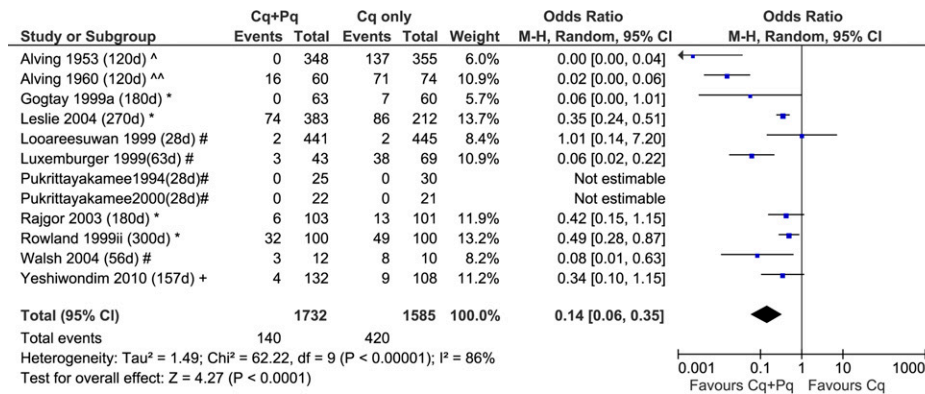 Cq+Pq Cq only Odds Ratio Odds Ratio
Study or Subgroup Events Total Events Total Weight M-H, Random, 95% CI M-H, Random, 95% CI
Alving 1953 (120d) ^ 0 348 137 355 6.0% 0.00 [0.00, 0.04]
Alving 1960 (120d) ^^ 16 60 71 74 10.9% 0.02 [0.00, 0.06]
Gogtay 1999a (180d) * 0 63 7 60 5.7% 0.06 [0.00, 1.01]
Leslie 2004 (270d) * 74 383 86 212 13.7% 0.35 [0.24, 0.51]
Looareesuwan 1999 (28d) # 2 441 2 445 8.4% 1.01 [0.14, 7.20]
Luxemburger 1999(63d) # 3 43 38 69 10.9% 0.06 [0.02, 0.22]
Pukrittayakamee1994(28d)# 0 25 0 30 Not estimable
Pukrittayakamee2000(28d)# 0 22 0 21 Not estimable
Rajgor 2003 (180d) * 6 103 13 101 11.9% 0.42 [0.15, 1.15]
Rowland 1999ii (300d) * 32 100 49 100 13.2% 0.49 [0.28, 0.87]
Walsh 2004 (56d) # 3 12 8 10 8.2% 0.08 [0.01, 0.63]
Yeshiwondim 2010 (157d) + 4 132 9 108 11.2% 0.34 [0.10, 1.15]
Total (95% CI) 1732 1585 100.0% 0.14 [0.06, 0.35]
Total events 140 420
Heterogeneity: Tau² = 1.49; Chi² = 62.22, df = 9 (P < 0.00001); I² = 86%
Test for overall effect: Z = 4.27 (P < 0.0001)
0.001 0.1 1 10 1000
Favours Cq+Pq Favours Cq